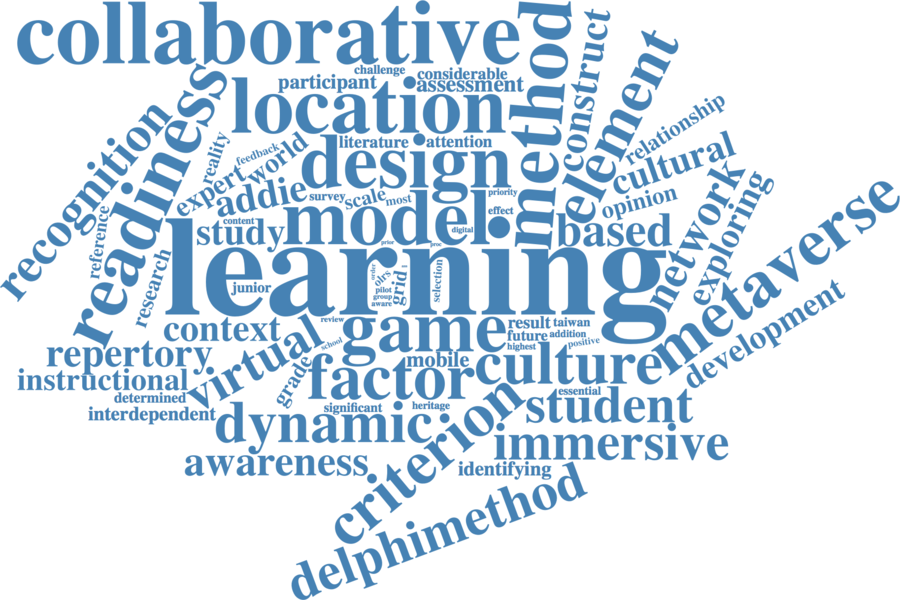 collaborative
challenge
participant
considerable
assessment
location
method
construct
element
relationship
recognition
readiness
reality
feedback
world
expert
literature
attention
design
cultural
opinion
network
exploring
metaverse
addie
survey
scale
most
priority
effect
content
study
model
digital
based
reference
research
learning
prior
proc
junior
order
olrs
pilot
group
aware
grid
selection
context
virtual
review
school
game
result
taiwan
future
addition
highest
positive
repertory
instructional
determined
interdependent
grade
factor
mobile
culture
development
significant
heritage
essential
student
dynamic
criterion
immersive
awareness
identifying
delphimethod